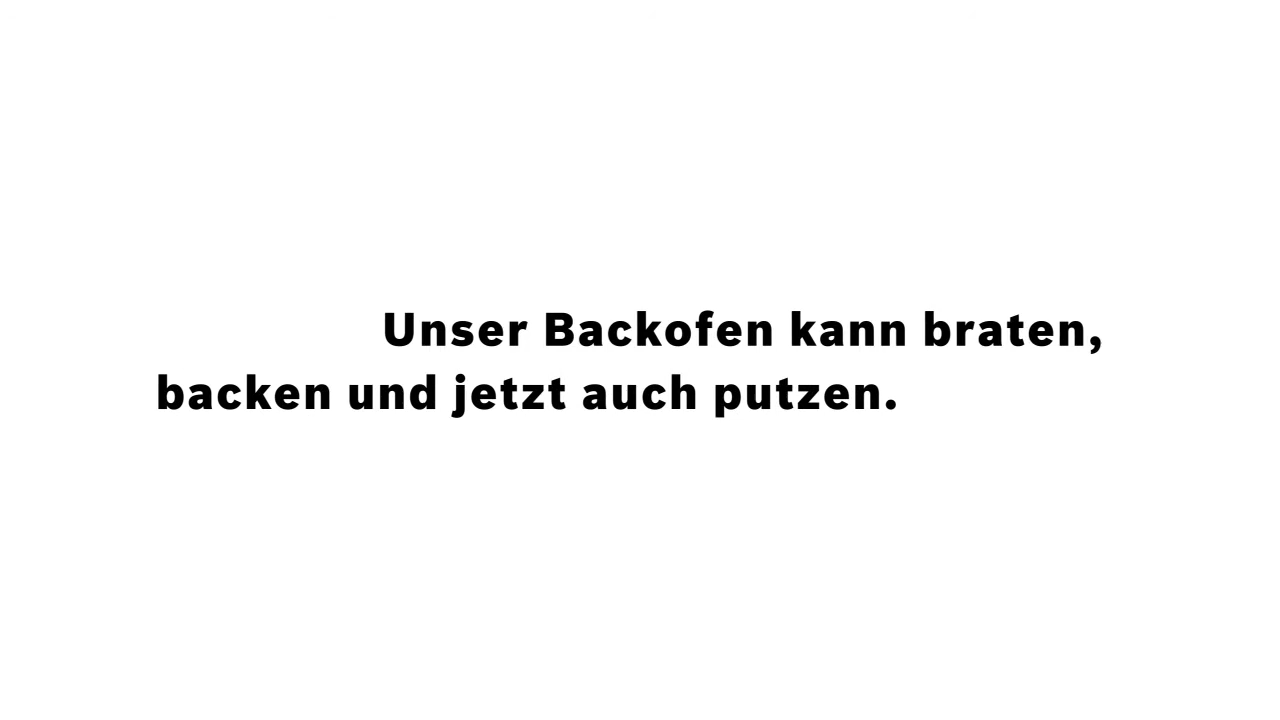 Unser Backofen kann braten,
backen und jetzt auch putzen.